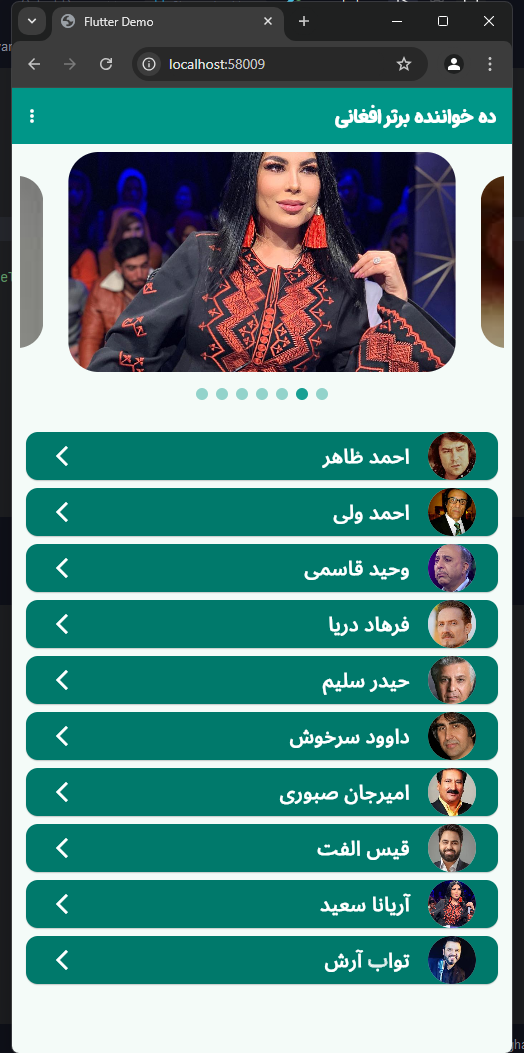 Flutter Demo
localhost:58009
ده خواننده برتر افغانی
احمد ظاهر
احمد ولی
وحید قاسمی
فرهاد دریا
حیدر سلیم
داوود سرخوش
امیرجان صبوری
قیس الفت
آریانا سعید
تواب آرش